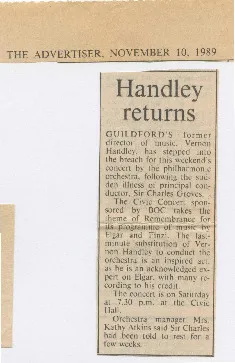 THE ADVERTISER, NOVEMBER 10, 1989
Handley
returns
GUILDFORD'S former
director of music, Vernon
Handley, has stepped into
the breach for this weekend's
concert by the philharmonic
orchestra, following the sud-
den illness of principal con-
ductor, Sir Charles Groves.
The Civic Concert, spon-
sored by BOC takes the
theme of Remembrance for
its programme of music by
Elgar and Finzi. The last-
minute substitution of Ver-
non Handley to conduct the
orchestra is an inspired act,
as he is an acknowledged ex-
pert on Elgar, with many re-
cording to his credit.
The concert is on Saturday
at 7.30 p.m. at the Civic
Hall.
Orchestra manager Mrs.
Kathy Atkins said Sir Charles
had been told to rest for a
few weeks.